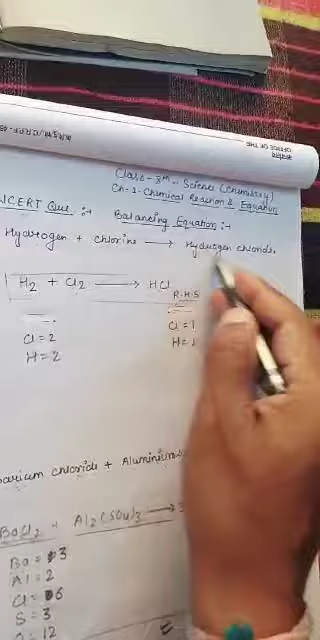 Class-Xth - Science (Chemistry)
Ch-1-Chemical Reaction & Equation
NCERT Que:→ Balancing Equation:→
Hydrogen + Chlorine → Hydrogen chloride
H2 + Cl2 → HCl
R.H.S
Cl = 2 Cl = 1
H = 2 H = 1
barium chloride + Aluminium
BaCl2 + Al2(SO4)3 →
Ba = 3
Al = 2
Cl = 6
S = 3
O = 12